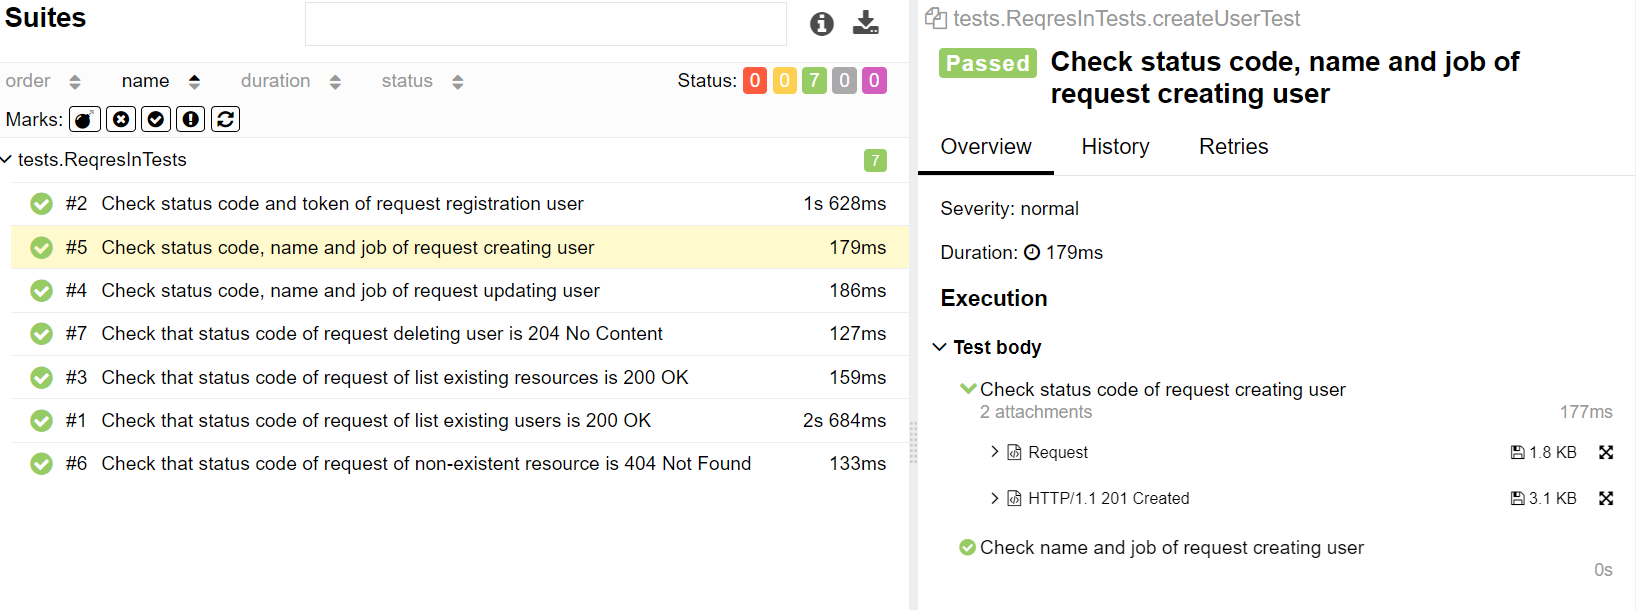 Suites
order name duration status Status: 0 0 7 0 0
Marks:
tests.ReqresInTests 7
#2 Check status code and token of request registration user 1s 628ms
#5 Check status code, name and job of request creating user 179ms
#4 Check status code, name and job of request updating user 186ms
#7 Check that status code of request deleting user is 204 No Content 127ms
#3 Check that status code of request of list existing resources is 200 OK 159ms
#1 Check that status code of request of list existing users is 200 OK 2s 684ms
#6 Check that status code of request of non-existent resource is 404 Not Found 133ms
tests.ReqresInTests.createUserTest
Passed Check status code, name and job of
request creating user
Overview History Retries
Severity: normal
Duration: 179ms
Execution
Test body
Check status code of request creating user
2 attachments 177ms
Request 1.8 KB
HTTP/1.1 201 Created 3.1 KB
Check name and job of request creating user
0s